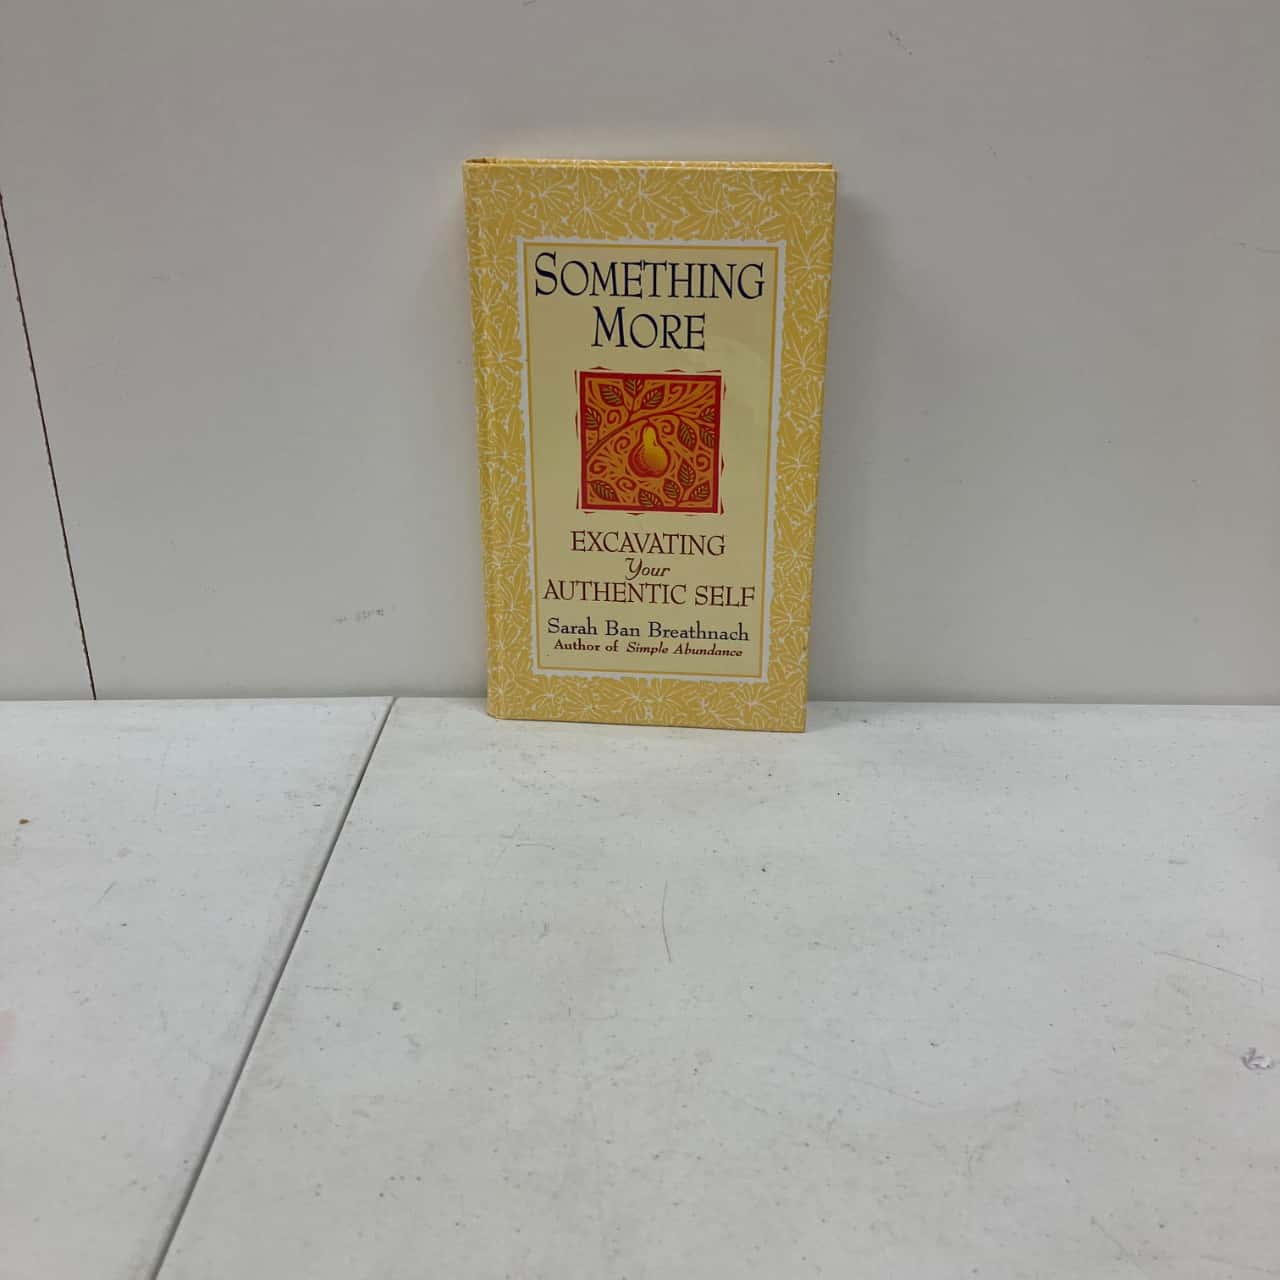 SOMETHING
MORE
EXCAVATING
Your
AUTHENTIC SELF
Sarah Ban Breathnach
Author of Simple Abundance